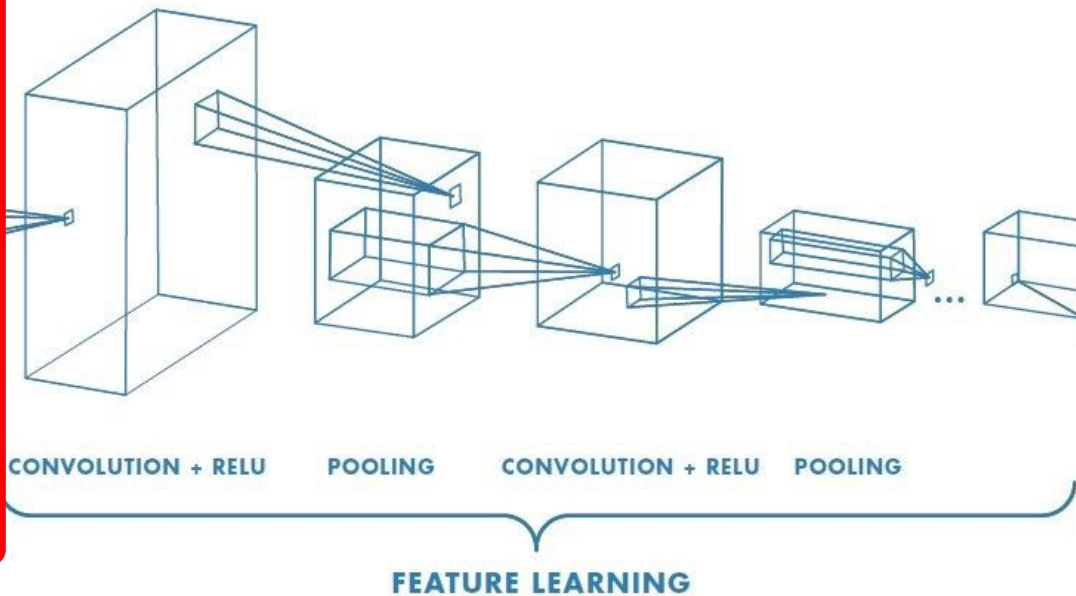 CONVOLUTION + RELU POOLING CONVOLUTION + RELU POOLING
FEATURE LEARNING